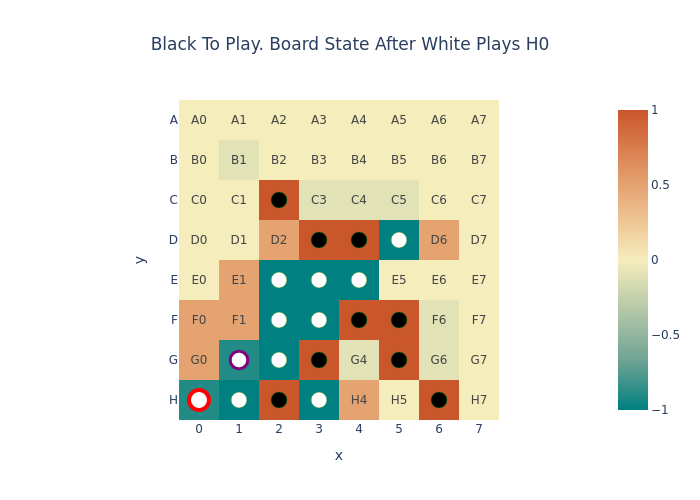 Black To Play. Board State After White Plays H0
A A0 A1 A2 A3 A4 A5 A6 A7 1
B B0 B1 B2 B3 B4 B5 B6 B7
C C0 C1 C3 C4 C5 C6 C7 0.5
D D0 D1 D2 D6 D7
y
E E0 E1 E5 E6 E7 0
F F0 F1 F6 F7 −0.5
G G0 G4 G6 G7
H H4 H5 H7 −1
0 1 2 3 4 5 6 7
x